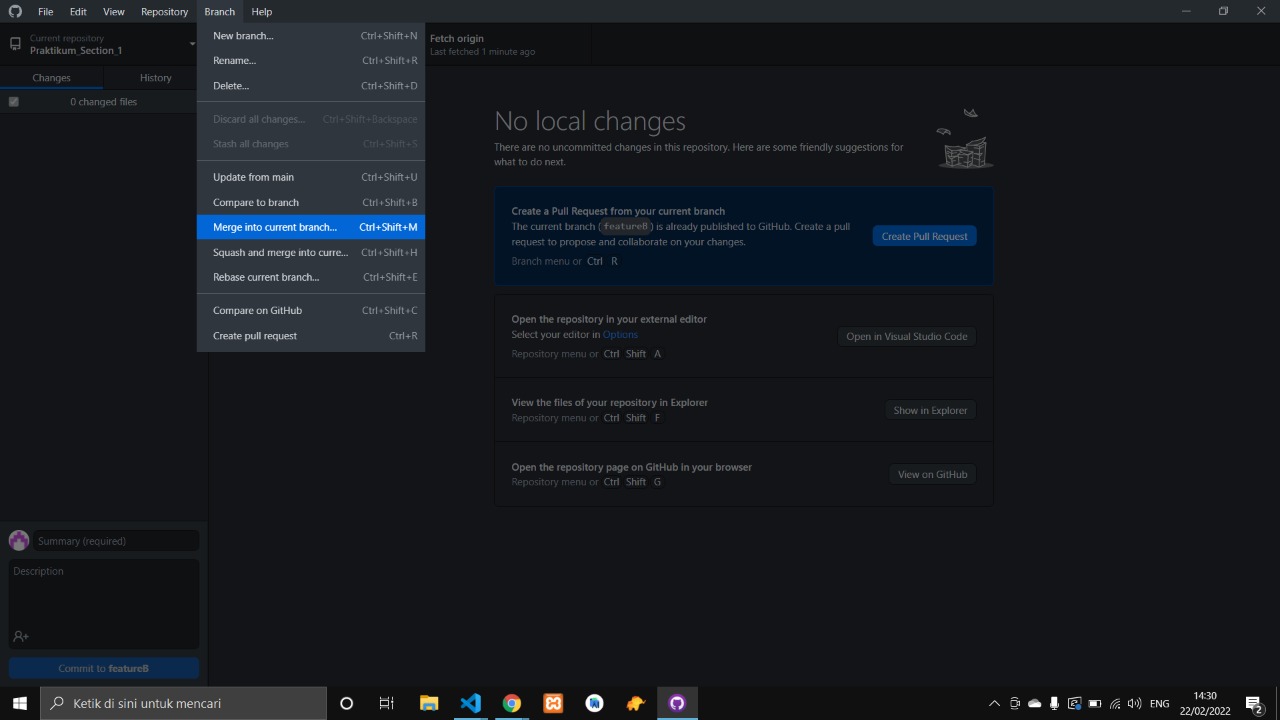 File Edit View Repository Branch Help
Current repository
Praktikum_Section_1
Fetch origin
Last fetched 1 minute ago
Changes History
0 changed files
New branch... Ctrl+Shift+N
Rename... Ctrl+Shift+R
Delete... Ctrl+Shift+D
Discard all changes... Ctrl+Shift+Backspace
Stash all changes Ctrl+Shift+S
Update from main Ctrl+Shift+U
Compare to branch Ctrl+Shift+B
Merge into current branch... Ctrl+Shift+M
Squash and merge into curre... Ctrl+Shift+H
Rebase current branch... Ctrl+Shift+E
Compare on GitHub Ctrl+Shift+C
Create pull request Ctrl+R
No local changes
There are no uncommitted changes in this repository. Here are some friendly suggestions for
what to do next.
Create a Pull Request from your current branch
The current branch (featureB) is already published to GitHub. Create a pull
request to propose and collaborate on your changes.
Branch menu or Ctrl R
Create Pull Request
Open the repository in your external editor
Select your editor in Options
Repository menu or Ctrl Shift A
Open in Visual Studio Code
View the files of your repository in Explorer
Repository menu or Ctrl Shift F
Show in Explorer
Open the repository page on GitHub in your browser
Repository menu or Ctrl Shift G
View on GitHub
Summary (required)
Description
Commit to featureB
Ketik di sini untuk mencari
ENG
14:30
22/02/2022
2